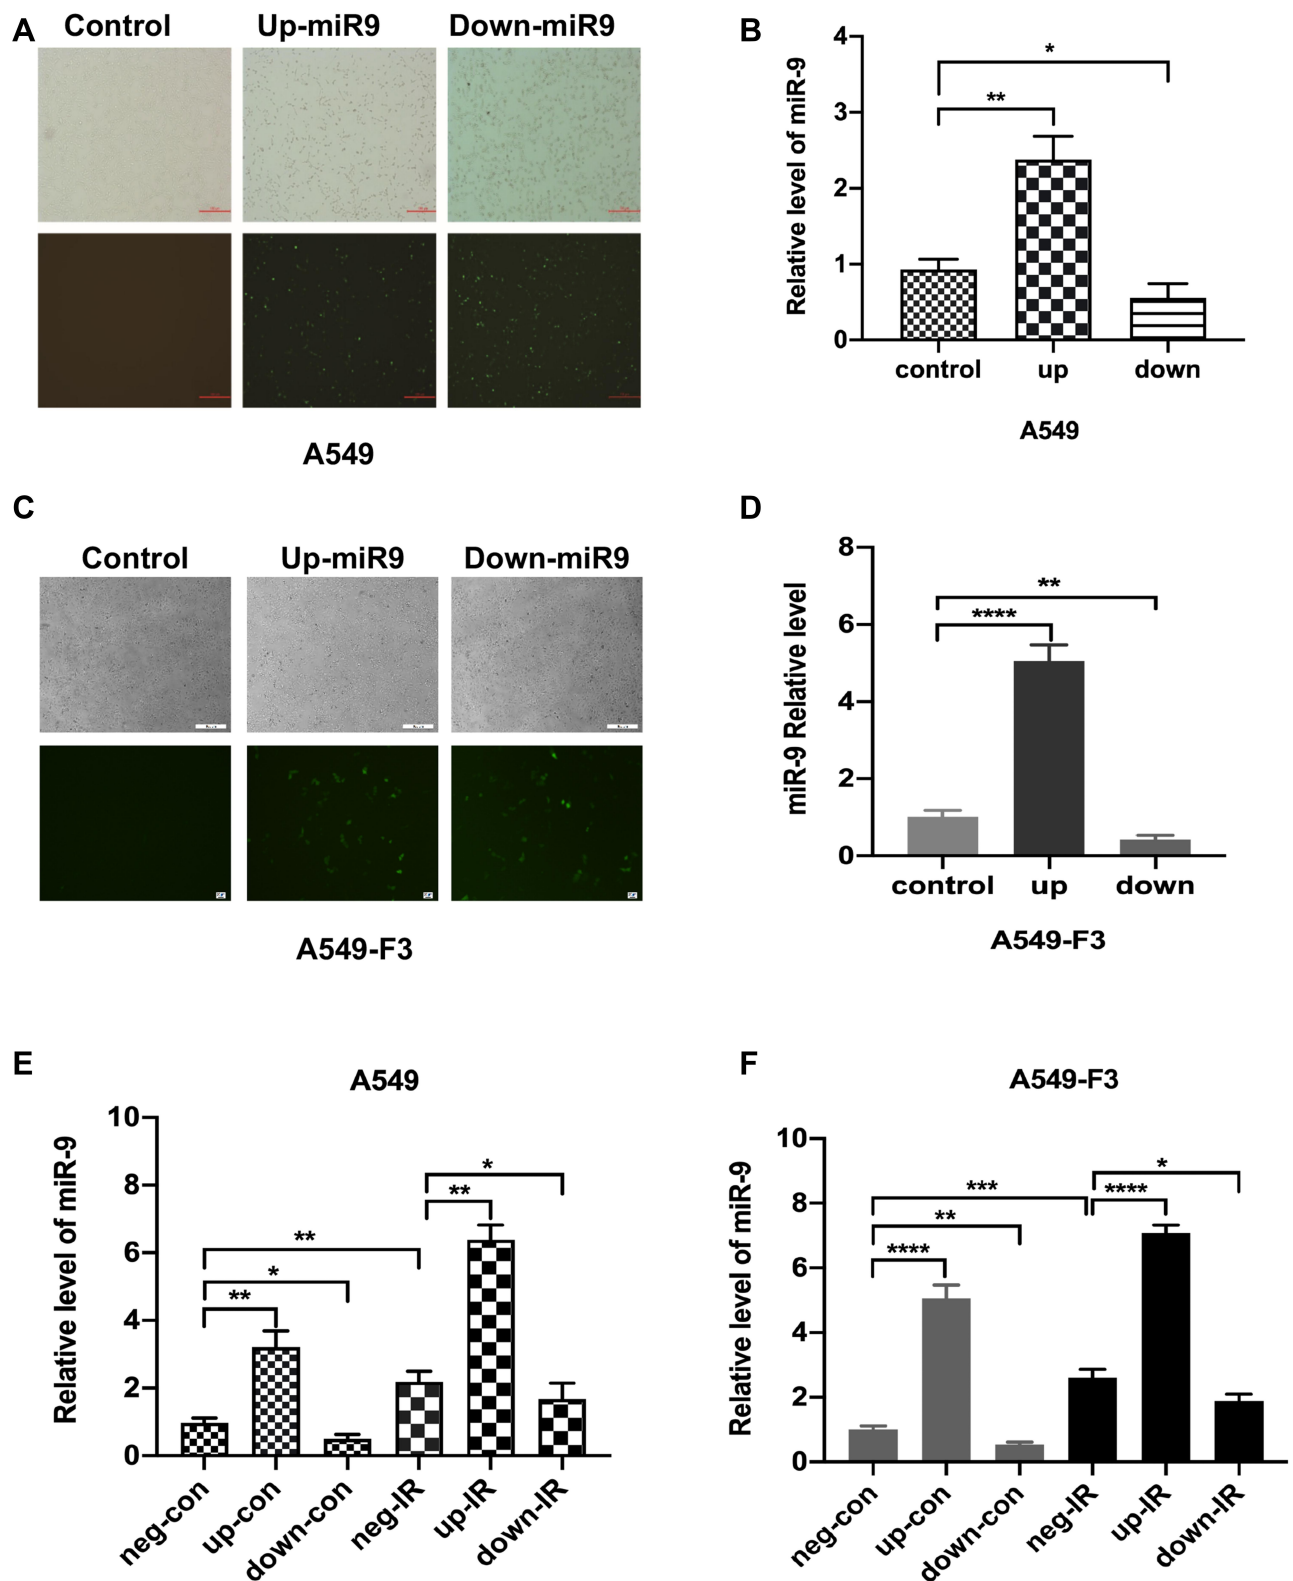 A
Control
Up-miR9
Down-miR9
A549
B
Relative level of miR-9
4
3
2
1
0
*
**
control
up
down
A549
C
Control
Up-miR9
Down-miR9
A549-F3
D
miR-9 Relative level
8
6
4
2
0
**
****
control
up
down
A549-F3
E
A549
Relative level of miR-9
10
8
6
4
2
0
*
**
**
*
**
neg-con
up-con
down-con
neg-IR
up-IR
down-IR
F
A549-F3
Relative level of miR-9
10
8
6
4
2
0
*
***
****
**
****
neg-con
up-con
down-con
neg-IR
up-IR
down-IR